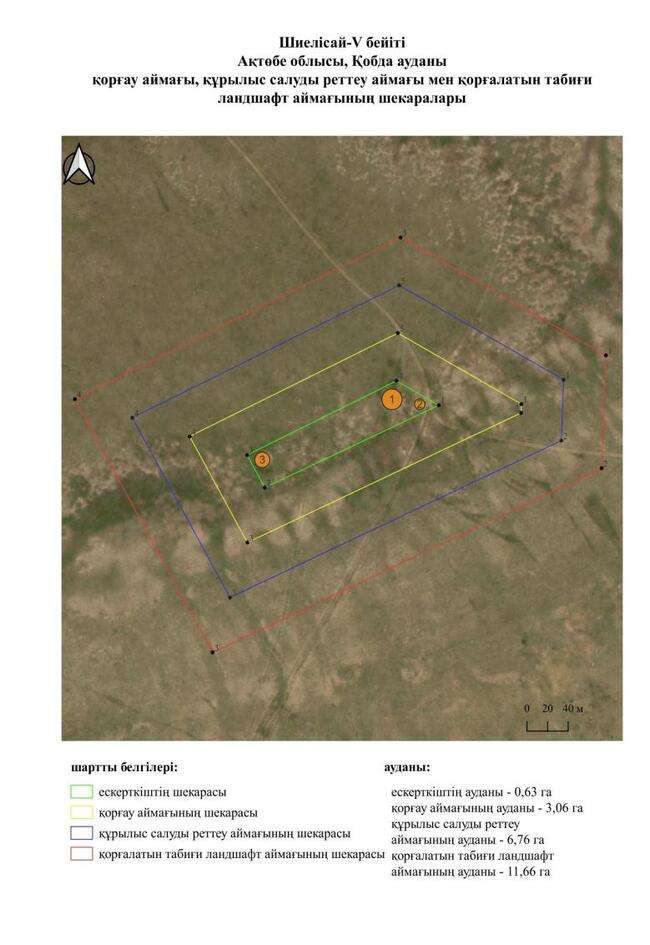 Шиелісай-V бейіті
Ақтөбе облысы, Қобда ауданы
қорғау аймағы, құрылыс салуды реттеу аймағы мен қорғалатын табиғи
ландшафт аймағының шекаралары
1
2
3
0 20 40 м
шартты белгілері:
ескерткіштің шекарасы
қорғау аймағының шекарасы
құрылыс салуды реттеу аймағының шекарасы
қорғалатын табиғи ландшафт аймағының шекарасы
ауданы:
ескерткіштің ауданы - 0,63 га
қорғау аймағының ауданы - 3,06 га
құрылыс салуды реттеу
аймағының ауданы - 6,76 га
қорғалатын табиғи ландшафт
аймағының ауданы - 11,66 га